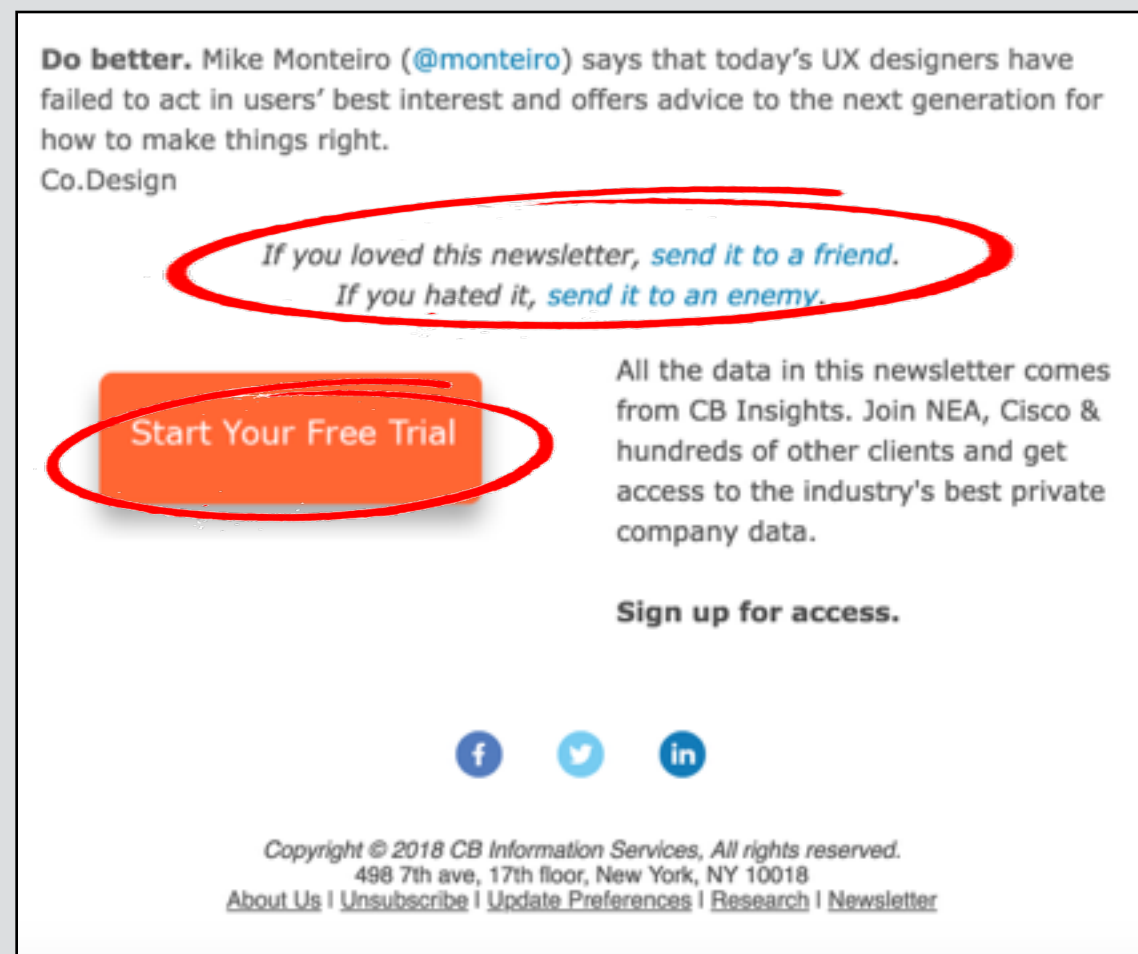 Do better. Mike Monteiro (@monteiro) says that today's UX designers have
failed to act in users' best interest and offers advice to the next generation for
how to make things right.
Co.Design
If you loved this newsletter, send it to a friend.
If you hated it, send it to an enemy.
Start Your Free Trial
All the data in this newsletter comes
from CB Insights. Join NEA, Cisco &
hundreds of other clients and get
access to the industry's best private
company data.
Sign up for access.
f in
Copyright © 2018 CB Information Services, All rights reserved.
498 7th ave, 17th floor, New York, NY 10018
About Us | Unsubscribe | Update Preferences | Research | Newsletter